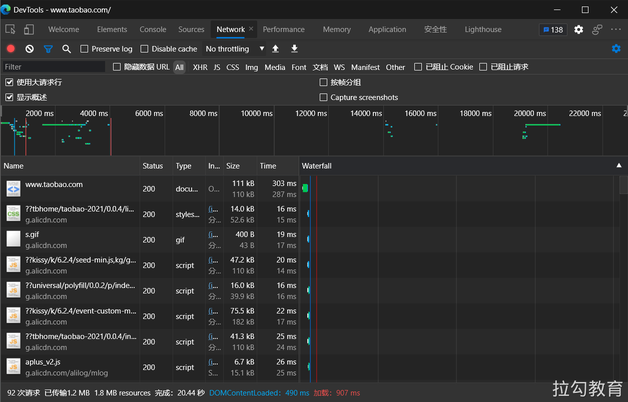 DevTools - www.taobao.com/
Welcome Elements Console Sources Network Performance Memory Application 安全性 Lighthouse 138
Preserve log Disable cache No throttling
Filter 隐藏数据 URL All XHR JS CSS Img Media Font 文档 WS Manifest Other 已阻止 Cookie 已阻止请求
使用大请求行 按帧分组
显示概述 Capture screenshots
2000 ms 4000 ms 6000 ms 8000 ms 10000 ms 12000 ms 14000 ms 16000 ms 18000 ms 20000 ms 22000 ms
Name Status Type In... Size Time Waterfall
www.taobao.com 200 docu... O... 111 kB 303 ms
110 kB 287 ms
??tbhome/taobao-2021/0.0.4/li... 200 styles... (i... 14.0 kB 16 ms
g.alicdn.com 分... 52.6 kB 15 ms
s.gif 200 gif (i... 400 B 19 ms
g.alicdn.com 分... 43 B 17 ms
??kissy/k/6.2.4/seed-min.js,kg/g... 200 script (i... 47.2 kB 20 ms
g.alicdn.com 分... 110 kB 14 ms
??universal/polyfill/0.0.2/p/inde... 200 script (i... 16.0 kB 16 ms
g.alicdn.com 分... 39.9 kB 16 ms
??kissy/k/6.2.4/event-custom-m... 200 script (i... 75.5 kB 22 ms
g.alicdn.com 分... 182 kB 17 ms
??tbhome/taobao-2021/0.0.4/in... 200 script (i... 41.3 kB 25 ms
g.alicdn.com 分... 110 kB 24 ms
aplus_v2.js 200 script (i... 6.7 kB 26 ms
g.alicdn.com/alilog/mlog S... 15.1 kB 25 ms
92 次请求 已传输1.2 MB 1.8 MB resources 完成：20.44 秒 DOMContentLoaded：490 ms 加载：907 ms
拉勾教育